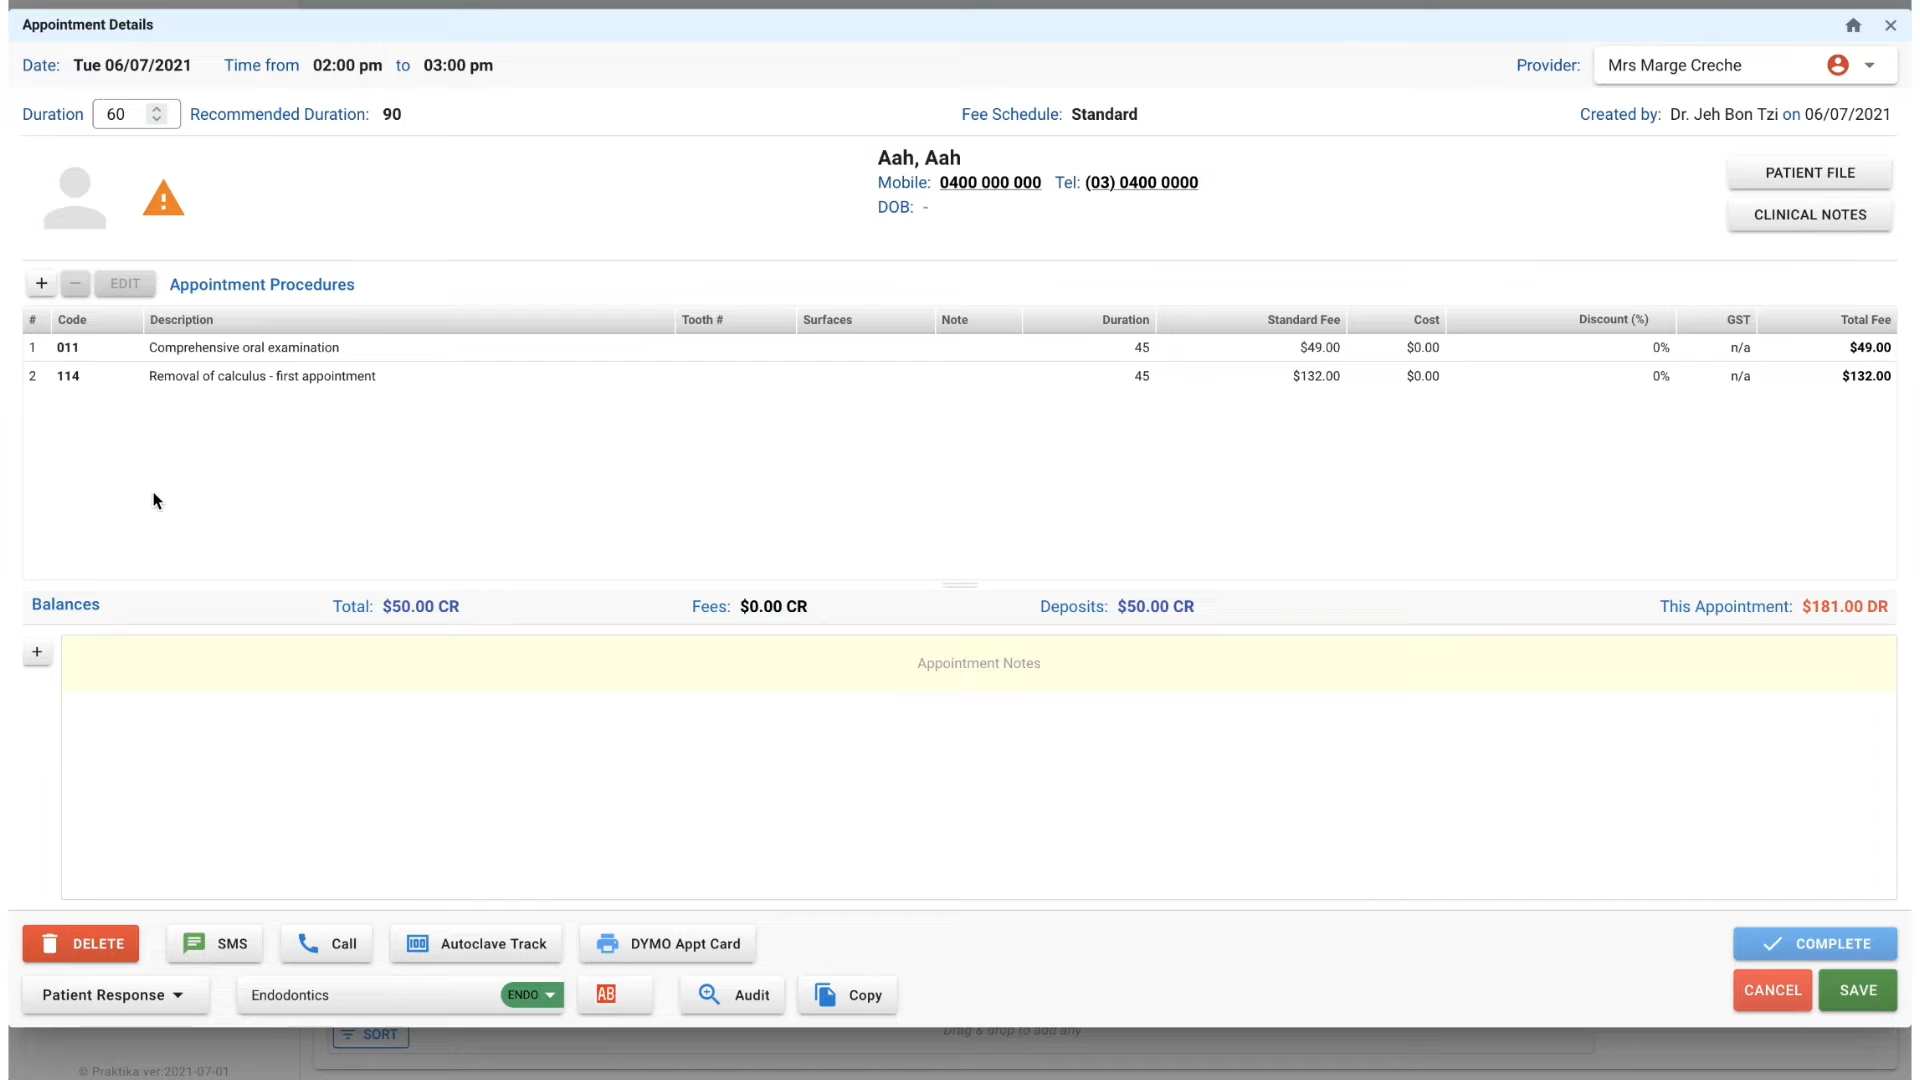 Appointment Details
Date: Tue 06/07/2021 Time from 02:00 pm to 03:00 pm Provider: Mrs Marge Creche
Duration 60 Recommended Duration: 90 Fee Schedule: Standard Created by: Dr. Jeh Bon Tzi on 06/07/2021
Aah, Aah
Mobile: 0400 000 000 Tel: (03) 0400 0000
DOB: -
PATIENT FILE
CLINICAL NOTES
+ − EDIT Appointment Procedures
# Code Description Tooth # Surfaces Note Duration Standard Fee Cost Discount (%) GST Total Fee
1 011 Comprehensive oral examination 45 $49.00 $0.00 0% n/a $49.00
2 114 Removal of calculus - first appointment 45 $132.00 $0.00 0% n/a $132.00
Balances Total: $50.00 CR Fees: $0.00 CR Deposits: $50.00 CR This Appointment: $181.00 DR
+ Appointment Notes
DELETE SMS Call Autoclave Track DYMO Appt Card COMPLETE
Patient Response Endodontics ENDO AB Audit Copy CANCEL SAVE
SORT Drag & drop to add any
© Praktika ver:2021-07-01